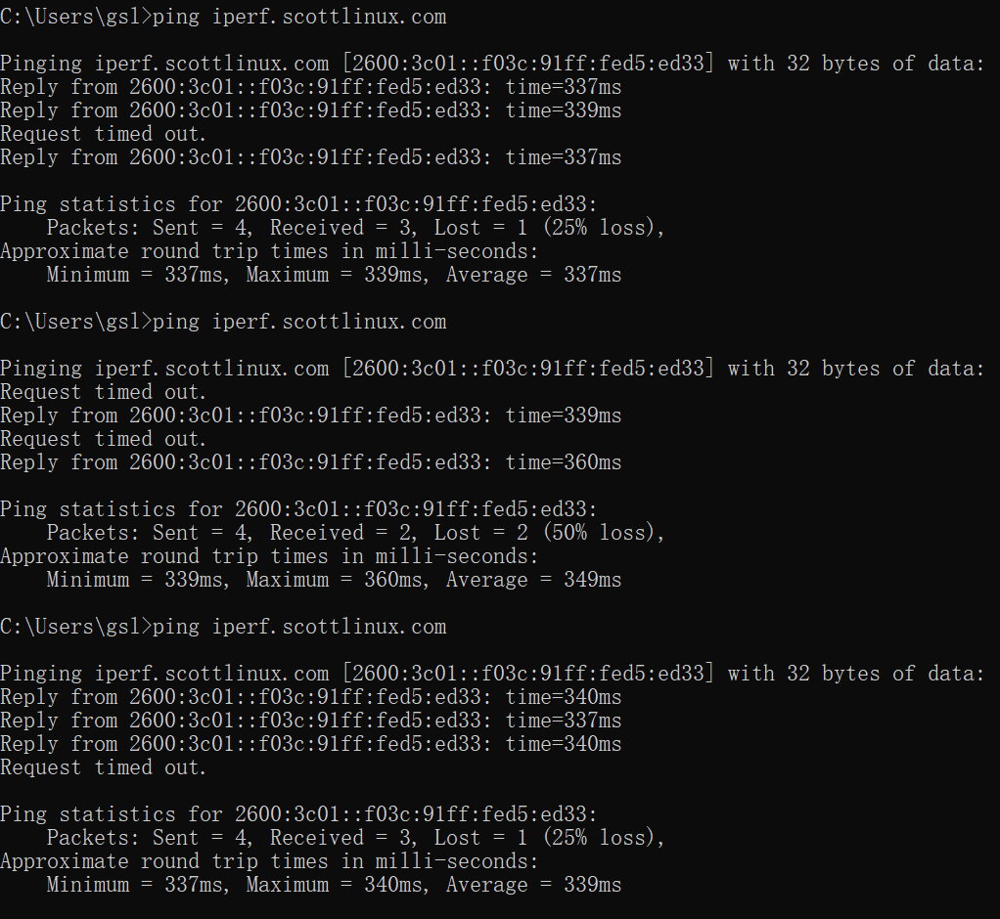 C:\Users\gsl>ping iperf.scottlinux.com
Pinging iperf.scottlinux.com [2600:3c01::f03c:91ff:fed5:ed33] with 32 bytes of data:
Reply from 2600:3c01::f03c:91ff:fed5:ed33: time=337ms
Reply from 2600:3c01::f03c:91ff:fed5:ed33: time=339ms
Request timed out.
Reply from 2600:3c01::f03c:91ff:fed5:ed33: time=337ms
Ping statistics for 2600:3c01::f03c:91ff:fed5:ed33:
    Packets: Sent = 4, Received = 3, Lost = 1 (25% loss),
Approximate round trip times in milli-seconds:
    Minimum = 337ms, Maximum = 339ms, Average = 337ms
C:\Users\gsl>ping iperf.scottlinux.com
Pinging iperf.scottlinux.com [2600:3c01::f03c:91ff:fed5:ed33] with 32 bytes of data:
Request timed out.
Reply from 2600:3c01::f03c:91ff:fed5:ed33: time=339ms
Request timed out.
Reply from 2600:3c01::f03c:91ff:fed5:ed33: time=360ms
Ping statistics for 2600:3c01::f03c:91ff:fed5:ed33:
    Packets: Sent = 4, Received = 2, Lost = 2 (50% loss),
Approximate round trip times in milli-seconds:
    Minimum = 339ms, Maximum = 360ms, Average = 349ms
C:\Users\gsl>ping iperf.scottlinux.com
Pinging iperf.scottlinux.com [2600:3c01::f03c:91ff:fed5:ed33] with 32 bytes of data:
Reply from 2600:3c01::f03c:91ff:fed5:ed33: time=340ms
Reply from 2600:3c01::f03c:91ff:fed5:ed33: time=337ms
Reply from 2600:3c01::f03c:91ff:fed5:ed33: time=340ms
Request timed out.
Ping statistics for 2600:3c01::f03c:91ff:fed5:ed33:
    Packets: Sent = 4, Received = 3, Lost = 1 (25% loss),
Approximate round trip times in milli-seconds:
    Minimum = 337ms, Maximum = 340ms, Average = 339ms